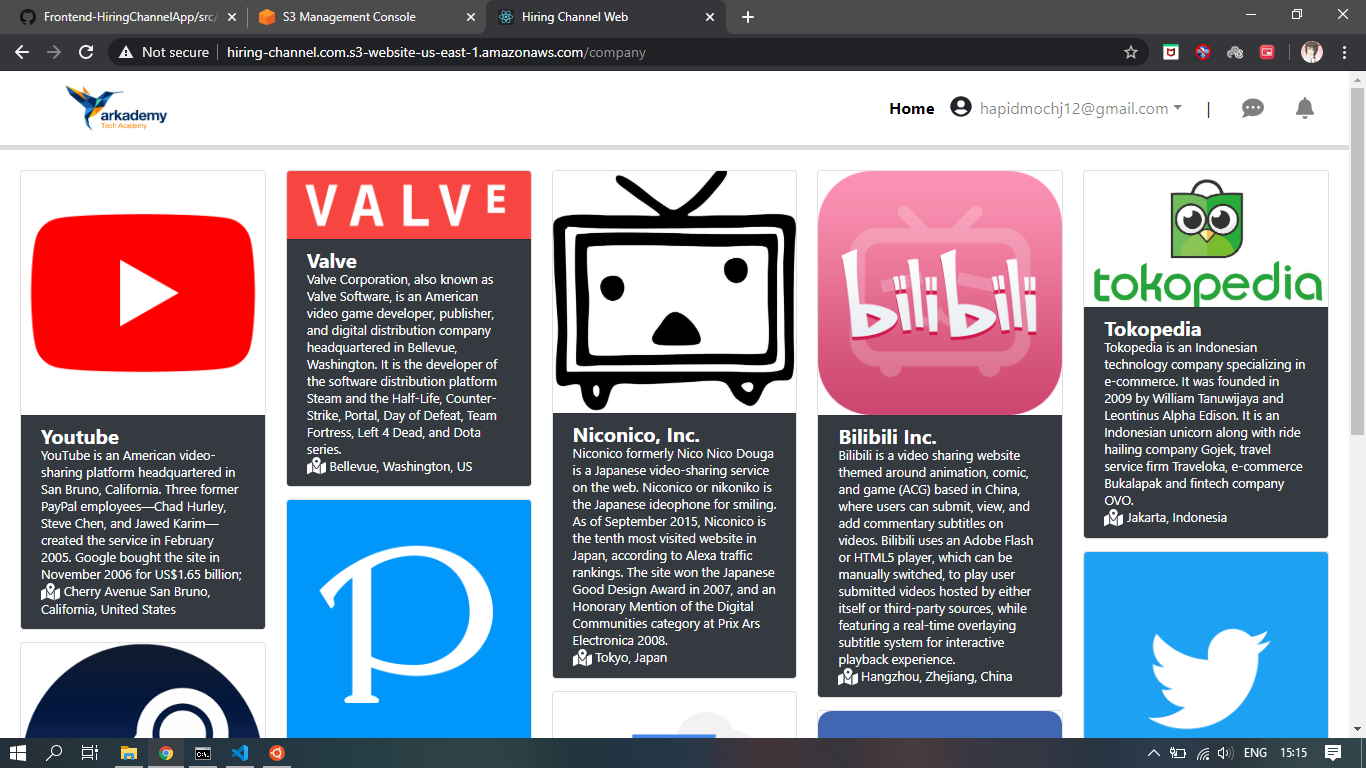 Frontend-HiringChannelApp/src/
S3 Management Console
Hiring Channel Web
Not secure
hiring-channel.com.s3-website-us-east-1.amazonaws.com/company
arkademy
Tech Academy
Home
hapidmochj12@gmail.com
|
Youtube
YouTube is an American video-
sharing platform headquartered in
San Bruno, California. Three former
PayPal employees—Chad Hurley,
Steve Chen, and Jawed Karim—
created the service in February
2005. Google bought the site in
November 2006 for US$1.65 billion;
Cherry Avenue San Bruno,
California, United States
VALVE
Valve
Valve Corporation, also known as
Valve Software, is an American
video game developer, publisher,
and digital distribution company
headquartered in Bellevue,
Washington. It is the developer of
the software distribution platform
Steam and the Half-Life, Counter-
Strike, Portal, Day of Defeat, Team
Fortress, Left 4 Dead, and Dota
series.
Bellevue, Washington, US
P
Niconico, Inc.
Niconico formerly Nico Nico Douga
is a Japanese video-sharing service
on the web. Niconico or nikoniko is
the Japanese ideophone for smiling.
As of September 2015, Niconico is
the tenth most visited website in
Japan, according to Alexa traffic
rankings. The site won the Japanese
Good Design Award in 2007, and an
Honorary Mention of the Digital
Communities category at Prix Ars
Electronica 2008.
Tokyo, Japan
bilibili
Bilibili Inc.
Bilibili is a video sharing website
themed around animation, comic,
and game (ACG) based in China,
where users can submit, view, and
add commentary subtitles on
videos. Bilibili uses an Adobe Flash
or HTML5 player, which can be
manually switched, to play user
submitted videos hosted by either
itself or third-party sources, while
featuring a real-time overlaying
subtitle system for interactive
playback experience.
Hangzhou, Zhejiang, China
tokopedia
Tokopedia
Tokopedia is an Indonesian
technology company specializing in
e-commerce. It was founded in
2009 by William Tanuwijaya and
Leontinus Alpha Edison. It is an
Indonesian unicorn along with ride
hailing company Gojek, travel
service firm Traveloka, e-commerce
Bukalapak and fintech company
OVO.
Jakarta, Indonesia
ENG
15:15